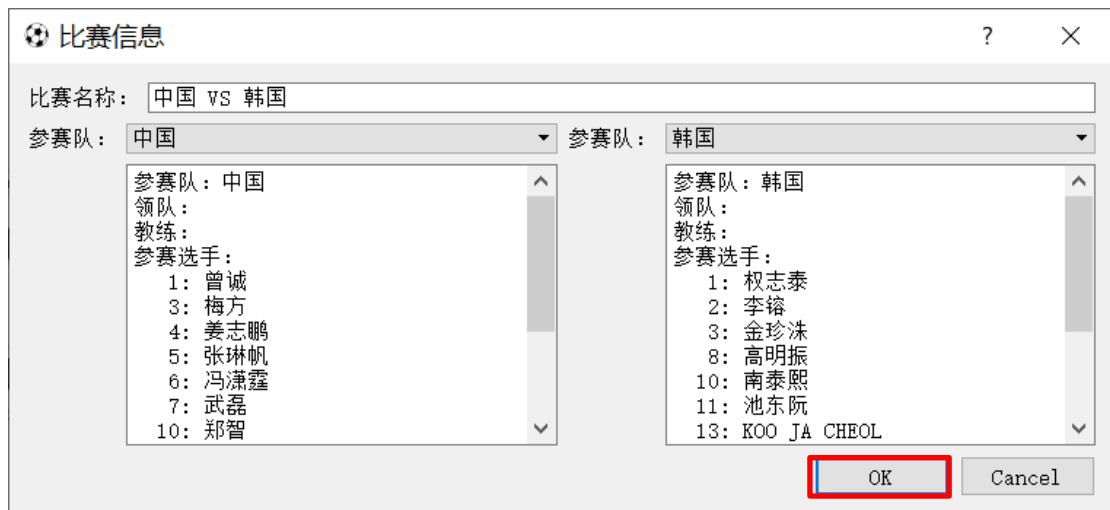 比赛信息
比赛名称: 中国 VS 韩国
参赛队: 中国 参赛队: 韩国
参赛队: 中国
领队:
教练:
参赛选手:
1: 曾诚
3: 梅方
4: 姜志鹏
5: 张琳帆
6: 冯潇霆
7: 武磊
10: 郑智
参赛队: 韩国
领队:
教练:
参赛选手:
1: 权志泰
2: 李镕
3: 金珍洙
8: 高明振
10: 南泰熙
11: 池东阮
13: KOO JA CHEOL
OK Cancel